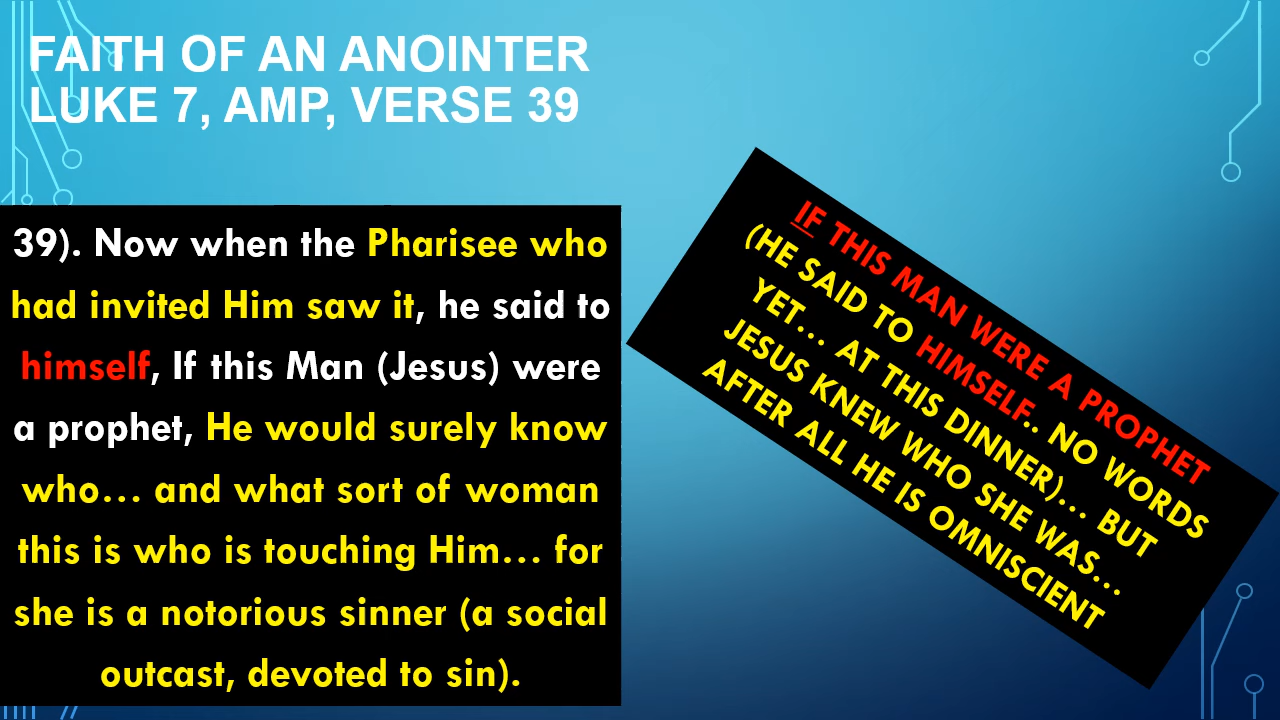 FAITH OF AN ANOINTER
LUKE 7, AMP, VERSE 39
39). Now when the Pharisee who
had invited Him saw it, he said to
himself, If this Man (Jesus) were
a prophet, He would surely know
who… and what sort of woman
this is who is touching Him… for
she is a notorious sinner (a social
outcast, devoted to sin).
IF THIS MAN WERE A PROPHET
(HE SAID TO HIMSELF.. NO WORDS
YET… AT THIS DINNER)… BUT
JESUS KNEW WHO SHE WAS…
AFTER ALL HE IS OMNISCIENT